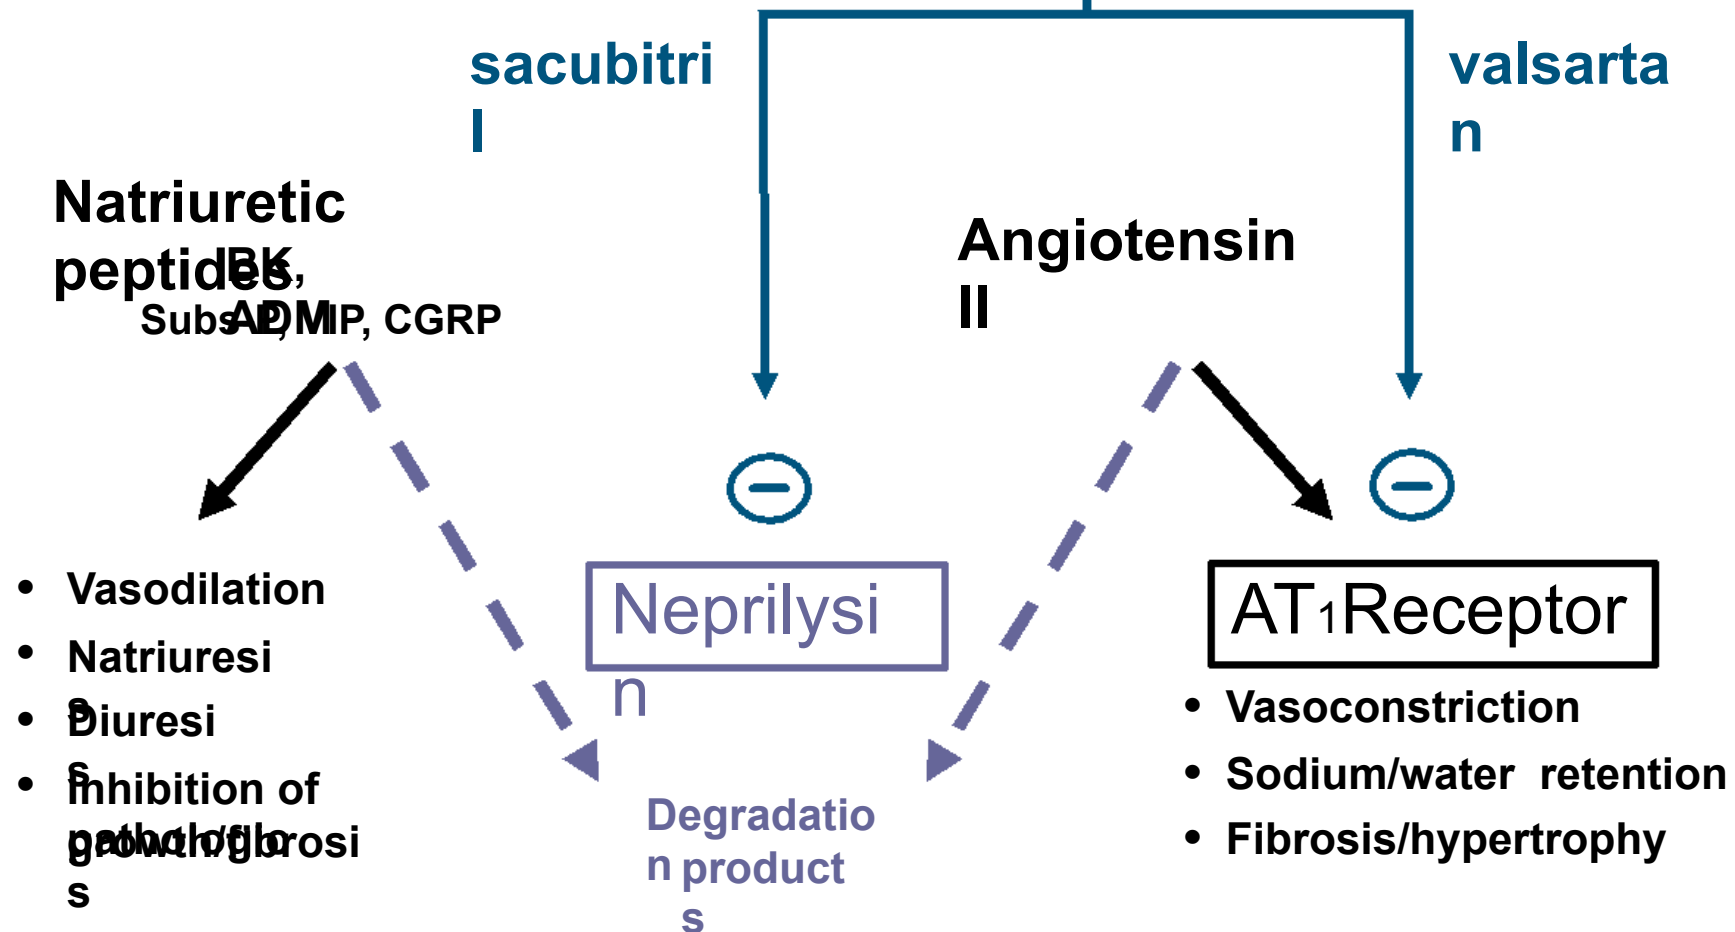 sacubitri
l
valsarta
n
Natriuretic
peptides
BK,
ADM
Subs P, VIP, CGRP
Angiotensin
II
Neprilysi
n
AT1Receptor
• Vasodilation
• Natriuresi
s
• Diuresi
s
• Inhibition of
pathologic
growth/fibrosi
s
Degradatio
n product
s
• Vasoconstriction
• Sodium/water retention
• Fibrosis/hypertrophy